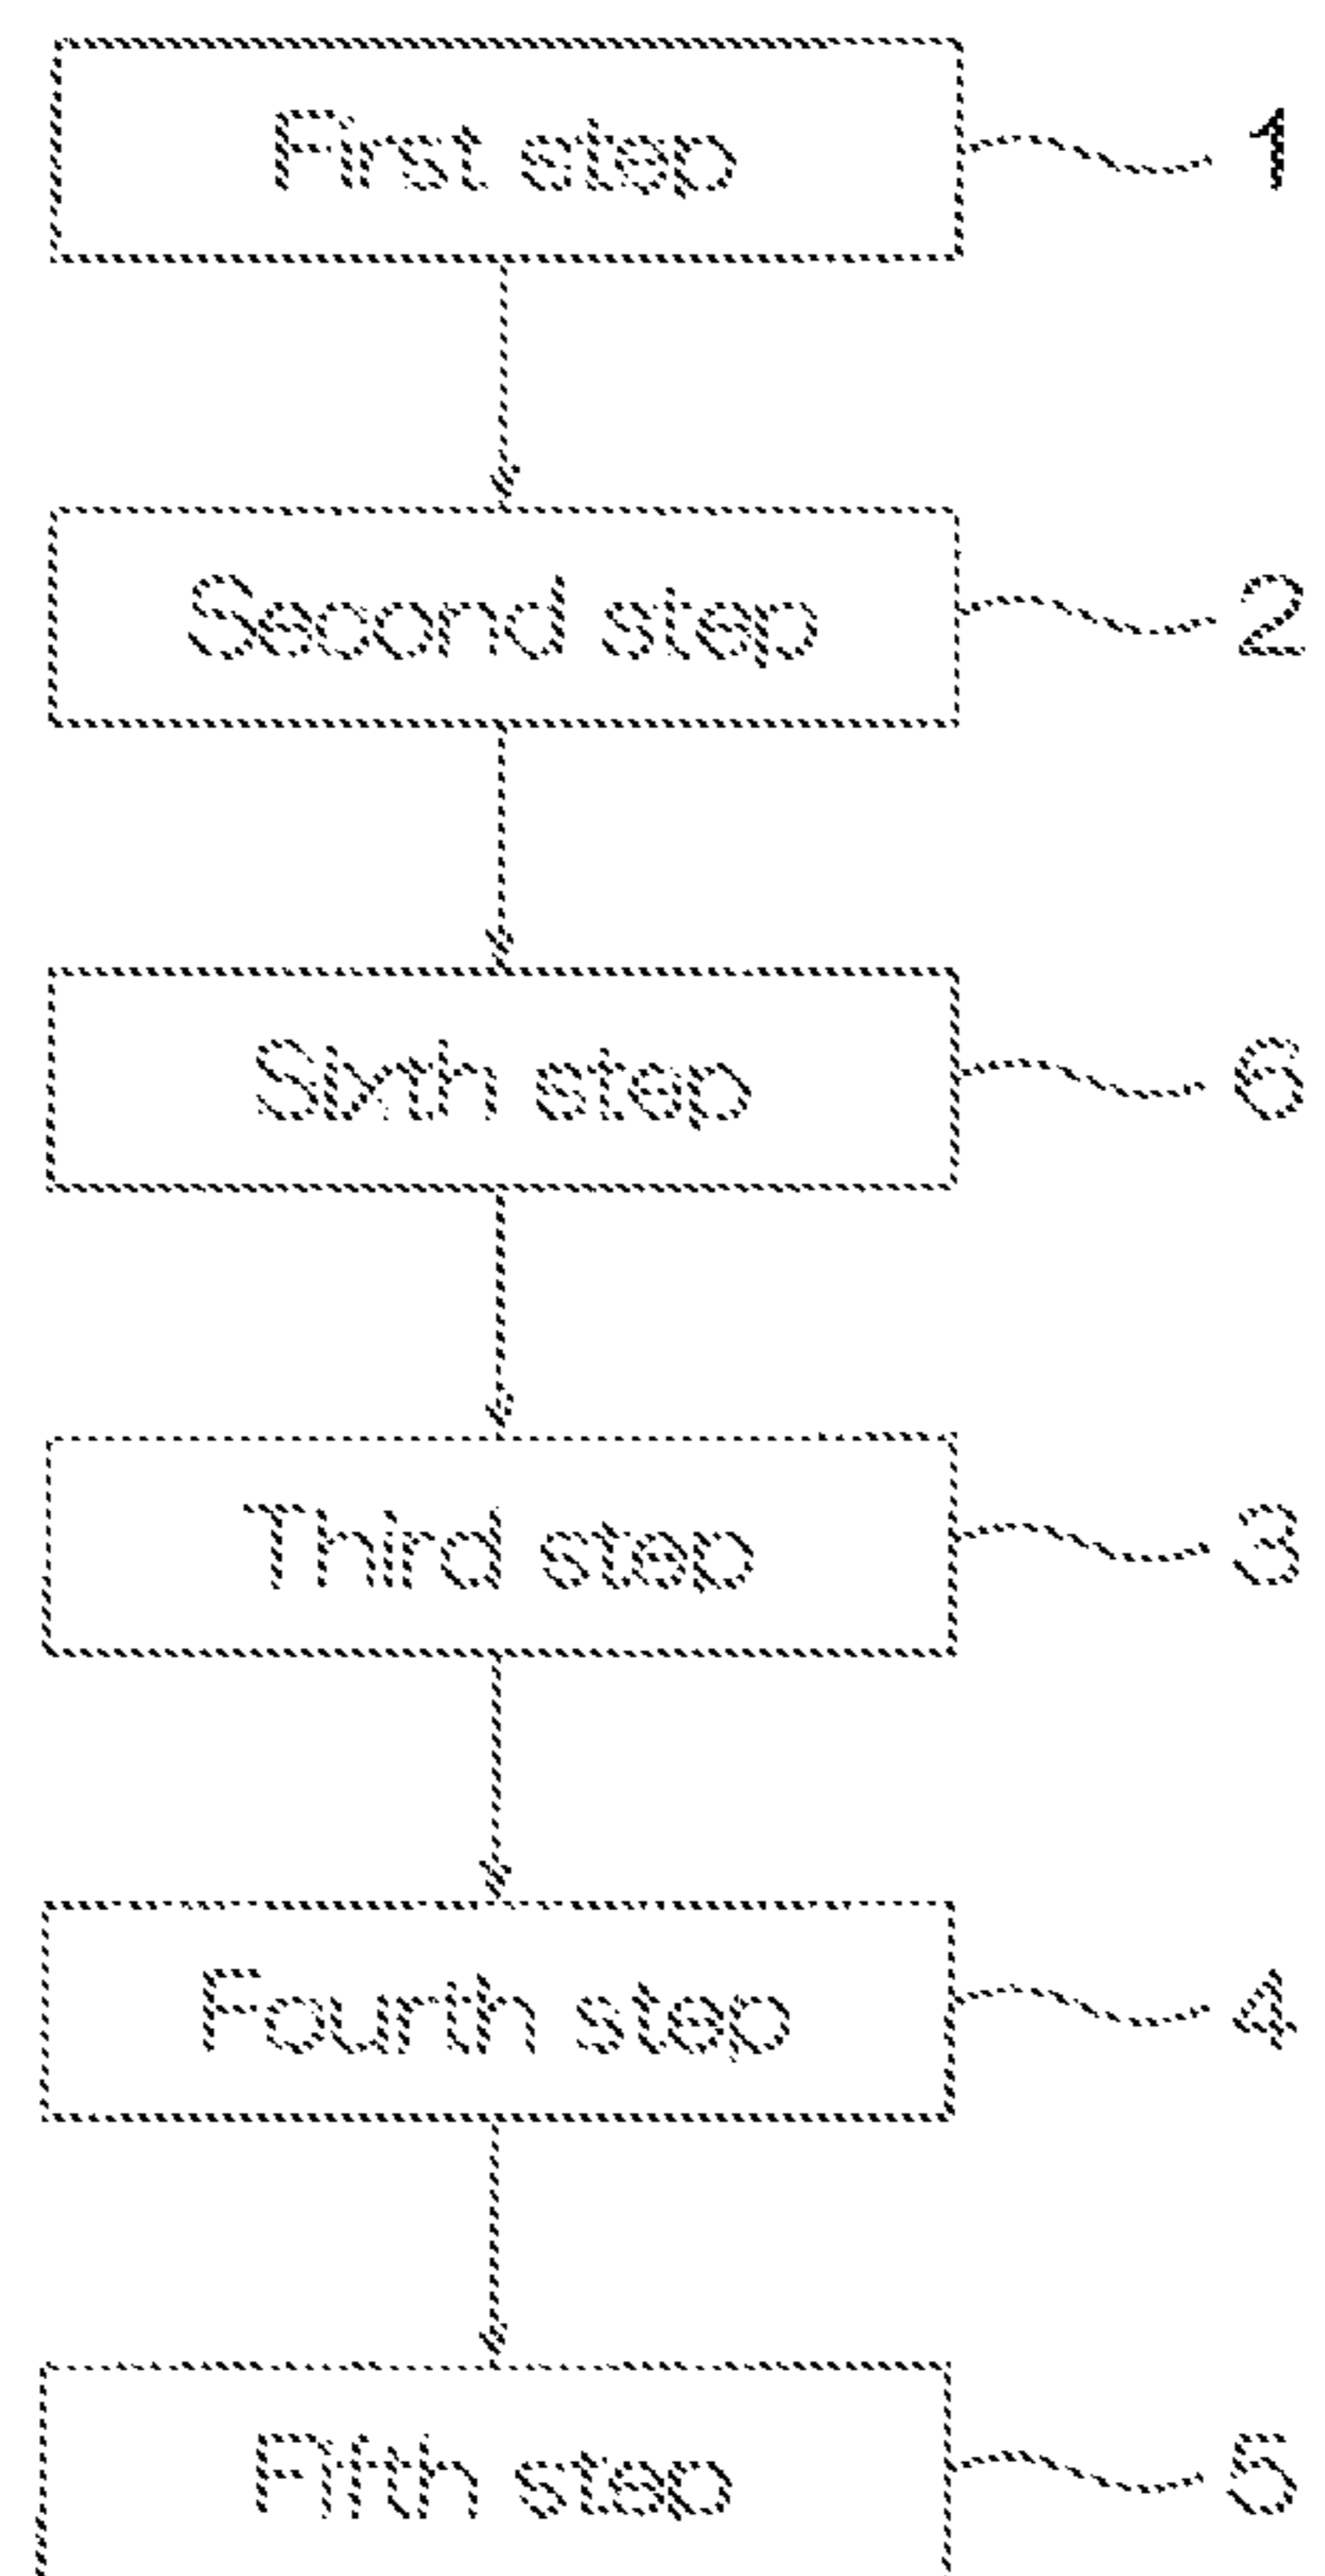 First step 1
Second step 2
Sixth step 6
Third step 3
Fourth step 4
Fifth step 5